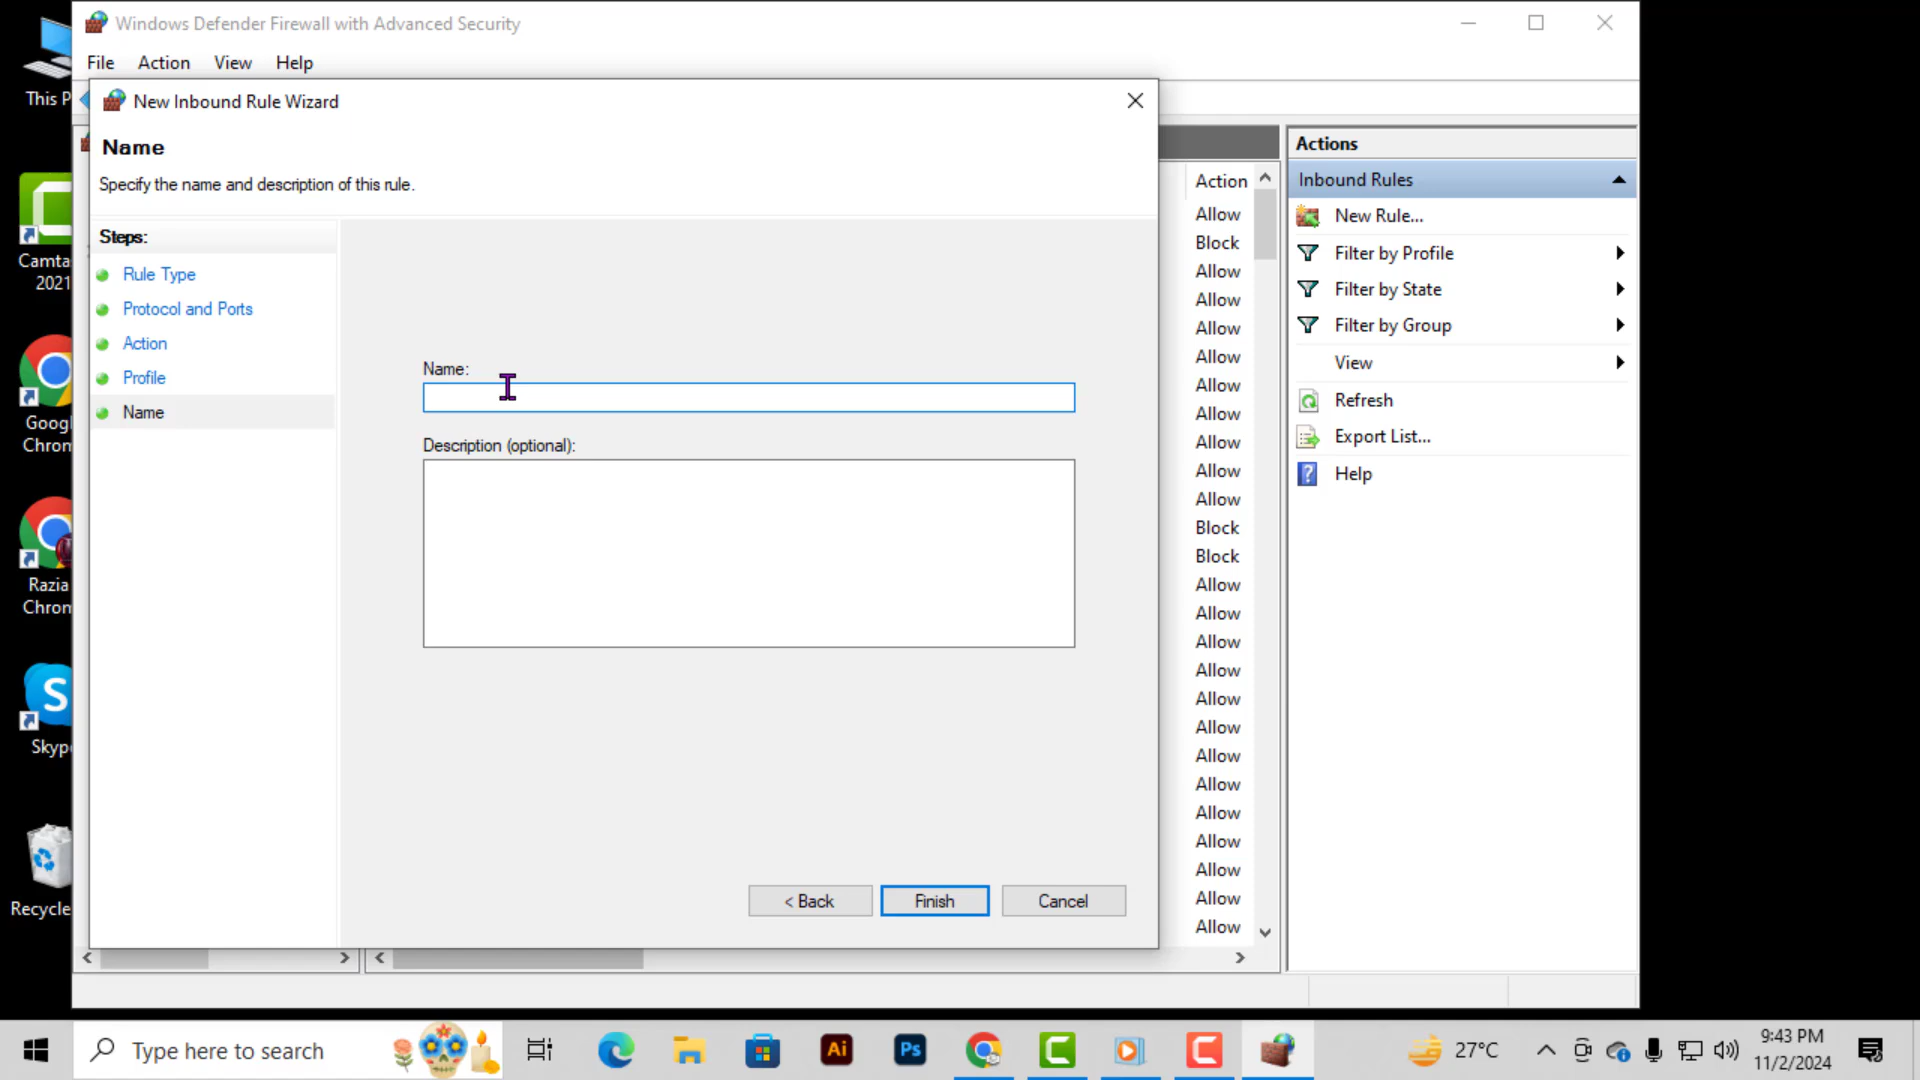 Windows Defender Firewall with Advanced Security
File Action View Help
This P
New Inbound Rule Wizard
Name
Specify the name and description of this rule.
Steps:
Rule Type
Protocol and Ports
Action
Profile
Name
Name:
Description (optional):
< Back Finish Cancel
Action
Allow
Block
Allow
Allow
Allow
Allow
Allow
Allow
Allow
Allow
Allow
Block
Block
Allow
Allow
Allow
Allow
Allow
Allow
Allow
Allow
Allow
Allow
Allow
Allow
Allow
Actions
Inbound Rules
New Rule...
Filter by Profile
Filter by State
Filter by Group
View
Refresh
Export List...
Help
Camta
2021
Googl
Chrom
Razia
Chrom
Skype
Recycle
Type here to search
Ai
Ps
27°C
9:43 PM
11/2/2024